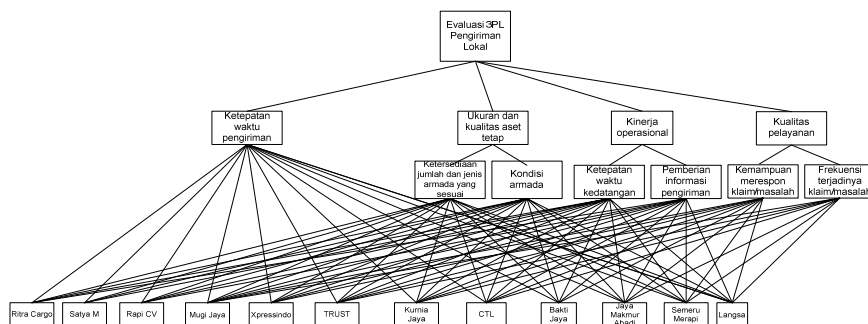 Evaluasi 3PL
Pengiriman
Lokal
Ketepatan
waktu
pengiriman
Ukuran dan
kualitas aset
tetap
Kinerja
operasional
Kualitas
pelayanan
Ketersediaan
jumlah dan jenis
armada yang
sesuai
Kondisi
armada
Ketepatan
waktu
kedatangan
Pemberian
informasi
pengiriman
Kemampuan
merespon
klaim/masalah
Frekuensi
terjadinya
klaim/masalah
Ritra Cargo
Satya M
Rapi CV
Mugi Jaya
Xpressindo
TRUST
Kurnia
Jaya
CTL
Bakti
Jaya
Jaya
Makmur
Abadi
Semeru
Merapi
Langsa